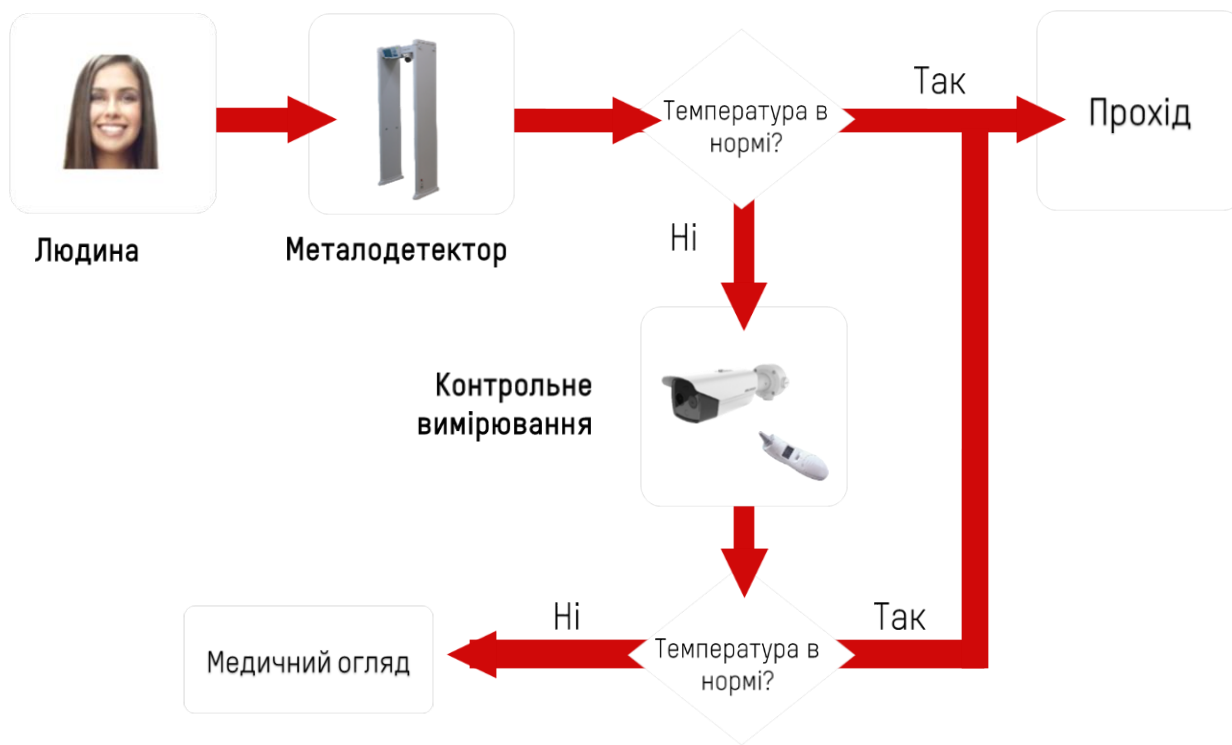 Температура в
нормі?
Так
Прохід
Ні
Людина
Металодетектор
Контрольне
вимірювання
Ні
Так
Медичний огляд
Температура в
нормі?